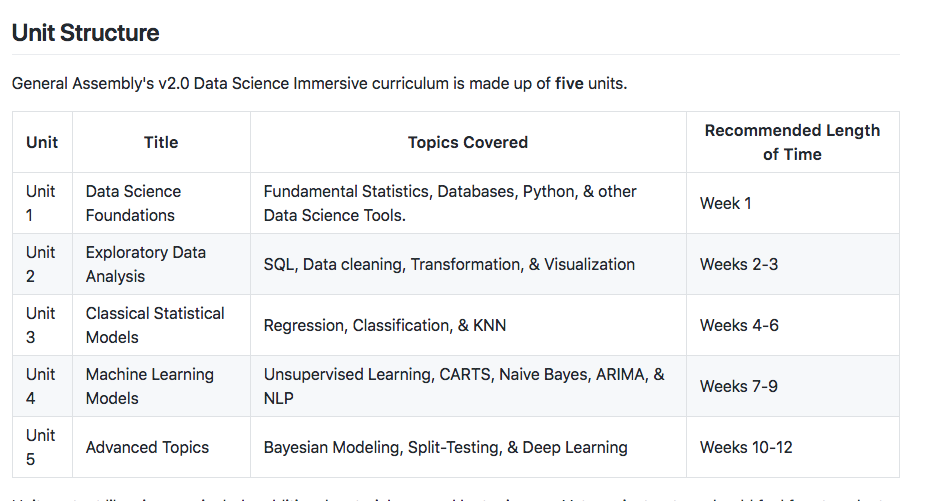 Unit Structure
General Assembly's v2.0 Data Science Immersive curriculum is made up of five units.
Unit Title Topics Covered Recommended Length of Time
Unit 1 Data Science Foundations Fundamental Statistics, Databases, Python, & other Data Science Tools. Week 1
Unit 2 Exploratory Data Analysis SQL, Data cleaning, Transformation, & Visualization Weeks 2-3
Unit 3 Classical Statistical Models Regression, Classification, & KNN Weeks 4-6
Unit 4 Machine Learning Models Unsupervised Learning, CARTS, Naive Bayes, ARIMA, & NLP Weeks 7-9
Unit 5 Advanced Topics Bayesian Modeling, Split-Testing, & Deep Learning Weeks 10-12